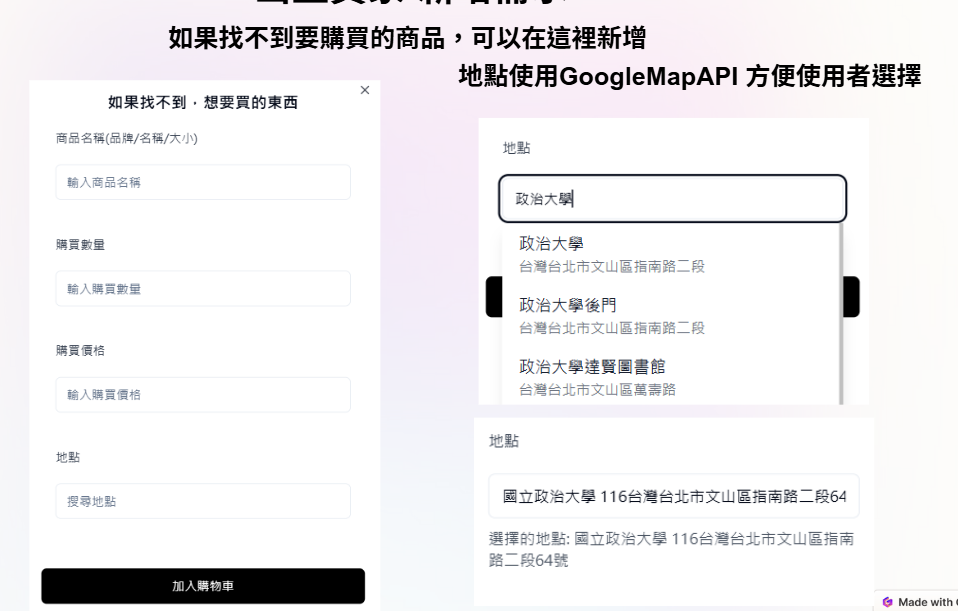 如果找不到要購買的商品，可以在這裡新增
地點使用GoogleMapAPI 方便使用者選擇
如果找不到，想要買的東西
×
商品名稱(品牌/名稱/大小)
輸入商品名稱
購買數量
輸入購買數量
購買價格
輸入購買價格
地點
搜尋地點
加入購物車
地點
政治大學
政治大學
台灣台北市文山區指南路二段
政治大學後門
台灣台北市文山區指南路二段
政治大學達賢圖書館
台灣台北市文山區萬壽路
地點
國立政治大學 116台灣台北市文山區指南路二段64
選擇的地點: 國立政治大學 116台灣台北市文山區指南
路二段64號
Made with